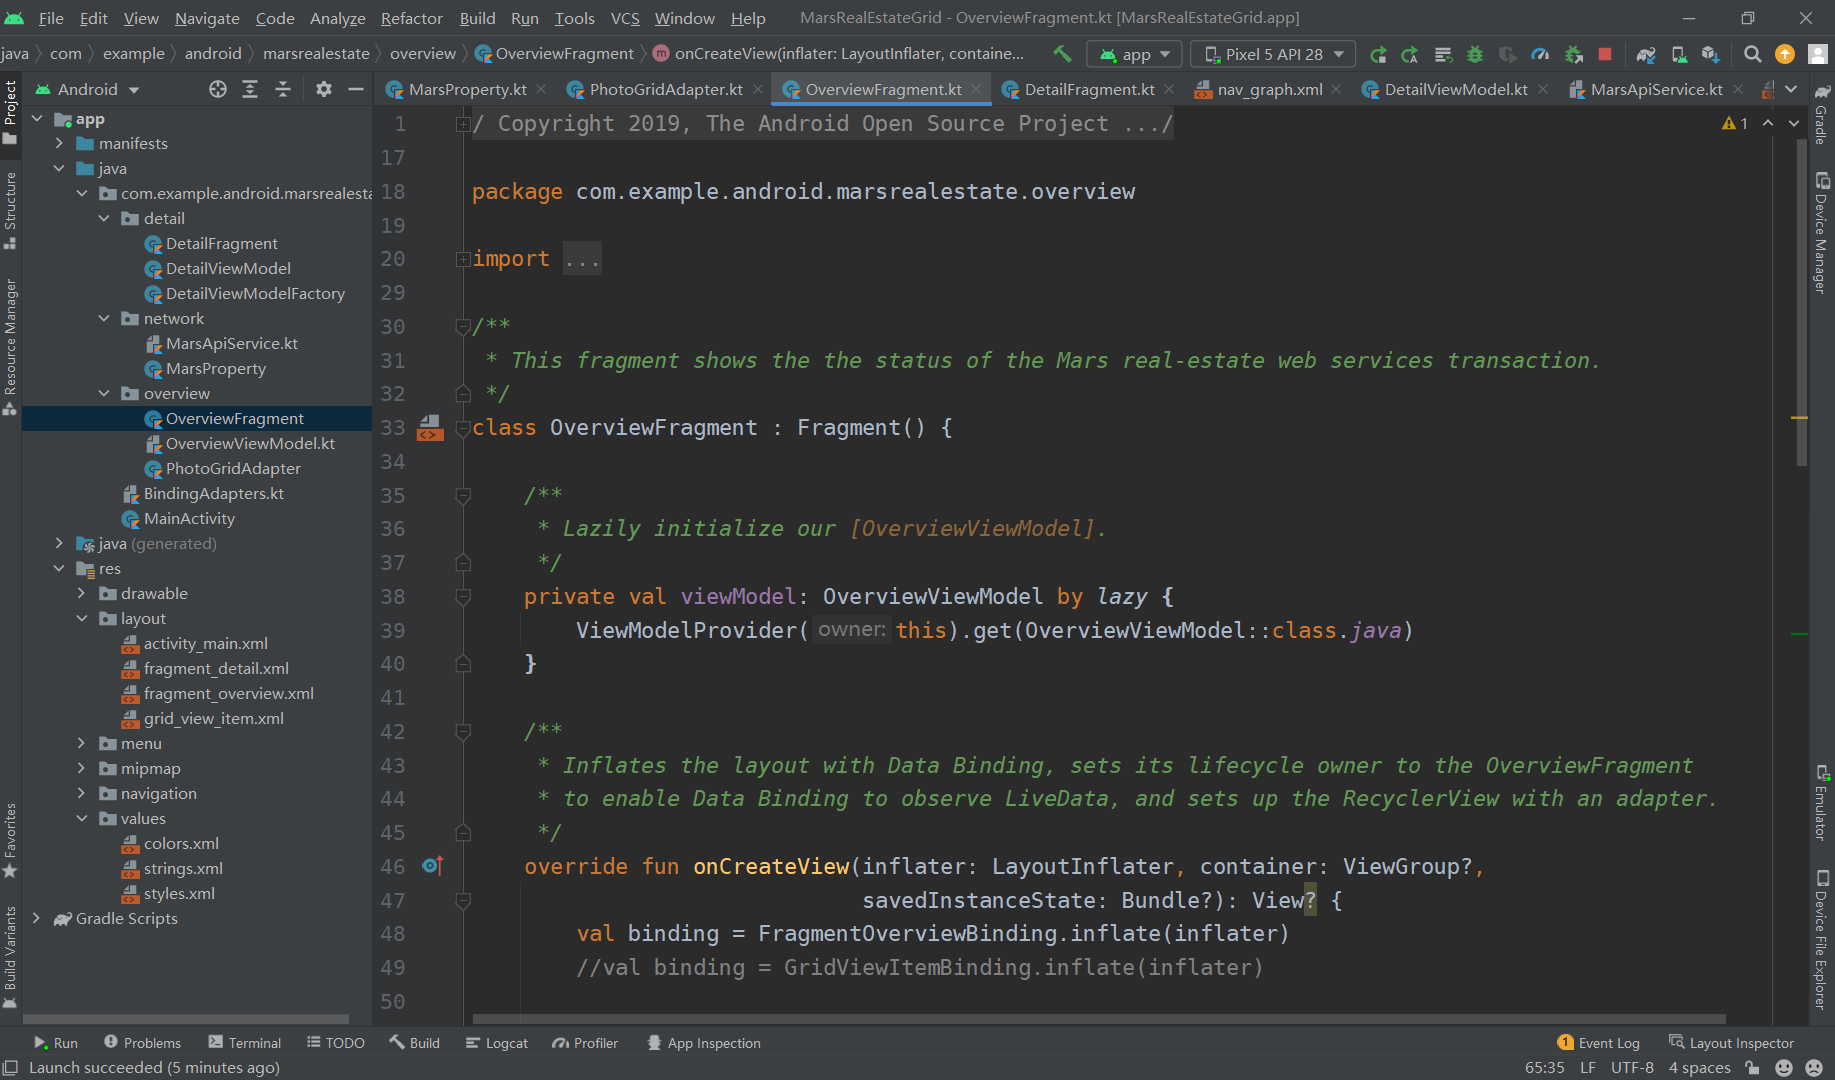 File Edit View Navigate Code Analyze Refactor Build Run Tools VCS Window Help MarsRealEstateGrid - OverviewFragment.kt [MarsRealEstateGrid.app]
java com example android marsrealestate overview OverviewFragment m onCreateView(inflater: LayoutInflater, containe... app Pixel 5 API 28
Android MarsProperty.kt PhotoGridAdapter.kt OverviewFragment.kt DetailFragment.kt nav_graph.xml DetailViewModel.kt MarsApiService.kt
Project
Structure
Resource Manager
Favorites
Build Variants
app
manifests
java
com.example.android.marsrealesta
detail
DetailFragment
DetailViewModel
DetailViewModelFactory
network
MarsApiService.kt
MarsProperty
overview
OverviewFragment
OverviewViewModel.kt
PhotoGridAdapter
BindingAdapters.kt
MainActivity
java (generated)
res
drawable
layout
activity_main.xml
fragment_detail.xml
fragment_overview.xml
grid_view_item.xml
menu
mipmap
navigation
values
colors.xml
strings.xml
styles.xml
Gradle Scripts
1 / Copyright 2019, The Android Open Source Project .../
1
17
18 package com.example.android.marsrealestate.overview
19
20 import ...
29
30 /**
31 * This fragment shows the the status of the Mars real-estate web services transaction.
32 */
33 class OverviewFragment : Fragment() {
34
35 /**
36 * Lazily initialize our [OverviewViewModel].
37 */
38 private val viewModel: OverviewViewModel by lazy {
39 ViewModelProvider( owner: this).get(OverviewViewModel::class.java)
40 }
41
42 /**
43 * Inflates the layout with Data Binding, sets its lifecycle owner to the OverviewFragment
44 * to enable Data Binding to observe LiveData, and sets up the RecyclerView with an adapter.
45 */
46 override fun onCreateView(inflater: LayoutInflater, container: ViewGroup?,
47 savedInstanceState: Bundle?): View? {
48 val binding = FragmentOverviewBinding.inflate(inflater)
49 //val binding = GridViewItemBinding.inflate(inflater)
50
Gradle
Device Manager
Emulator
Device File Explorer
Run Problems Terminal TODO Build Logcat Profiler App Inspection 1 Event Log Layout Inspector
Launch succeeded (5 minutes ago) 65:35 LF UTF-8 4 spaces